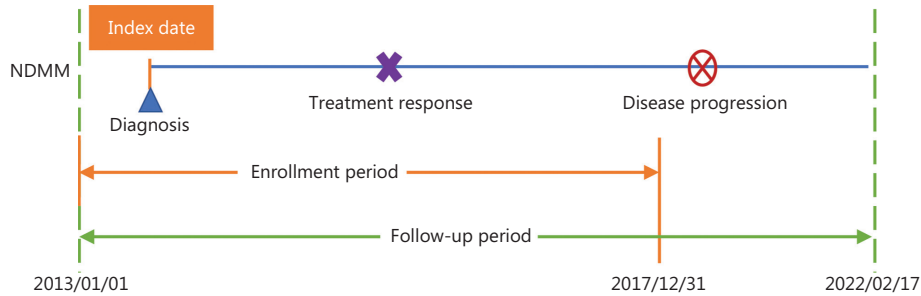 Index date
NDMM
Treatment response
Disease progression
Diagnosis
Enrollment period
Follow-up period
2013/01/01
2017/12/31
2022/02/17